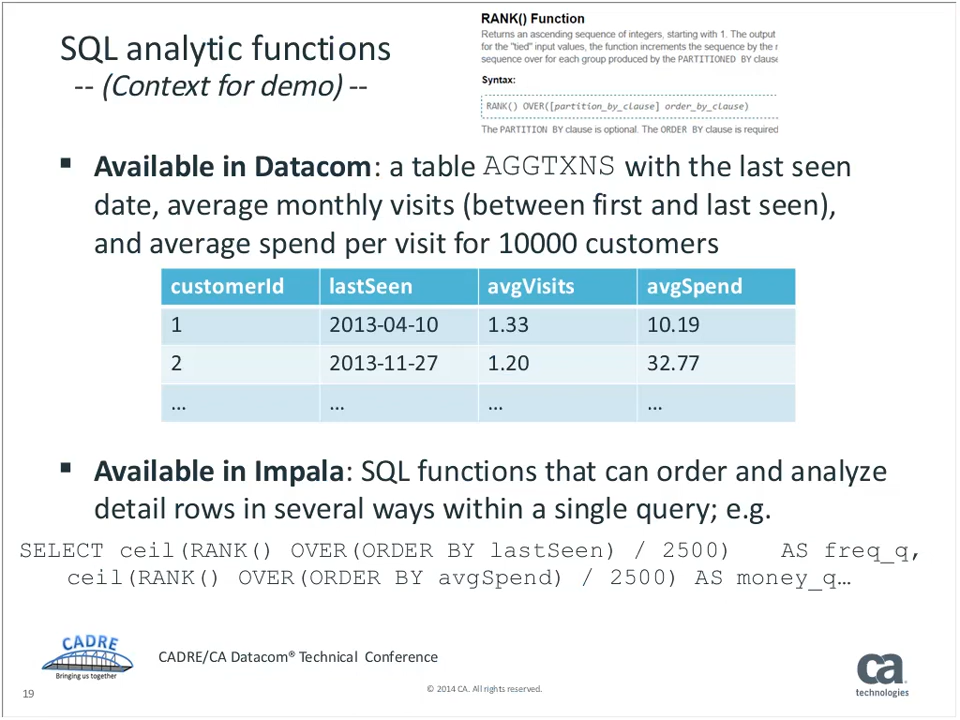 SQL analytic functions
-- (Context for demo) --
RANK() Function
Returns an ascending sequence of integers, starting with 1. The output
for the "tied" input values, the function increments the sequence by the
sequence over for each group produced by the PARTITIONED BY clause
Syntax:
RANK() OVER([partition_by_clause] order_by_clause)
The PARTITION BY clause is optional. The ORDER BY clause is required
▪ Available in Datacom: a table AGGTXNS with the last seen
date, average monthly visits (between first and last seen),
and average spend per visit for 10000 customers
customerId lastSeen avgVisits avgSpend
1 2013-04-10 1.33 10.19
2 2013-11-27 1.20 32.77
… … … …
▪ Available in Impala: SQL functions that can order and analyze
detail rows in several ways within a single query; e.g.
SELECT ceil(RANK() OVER(ORDER BY lastSeen) / 2500) AS freq_q,
ceil(RANK() OVER(ORDER BY avgSpend) / 2500) AS money_q…
CADRE
Bringing us together
CADRE/CA Datacom® Technical Conference
ca
technologies
19
© 2014 CA. All rights reserved.